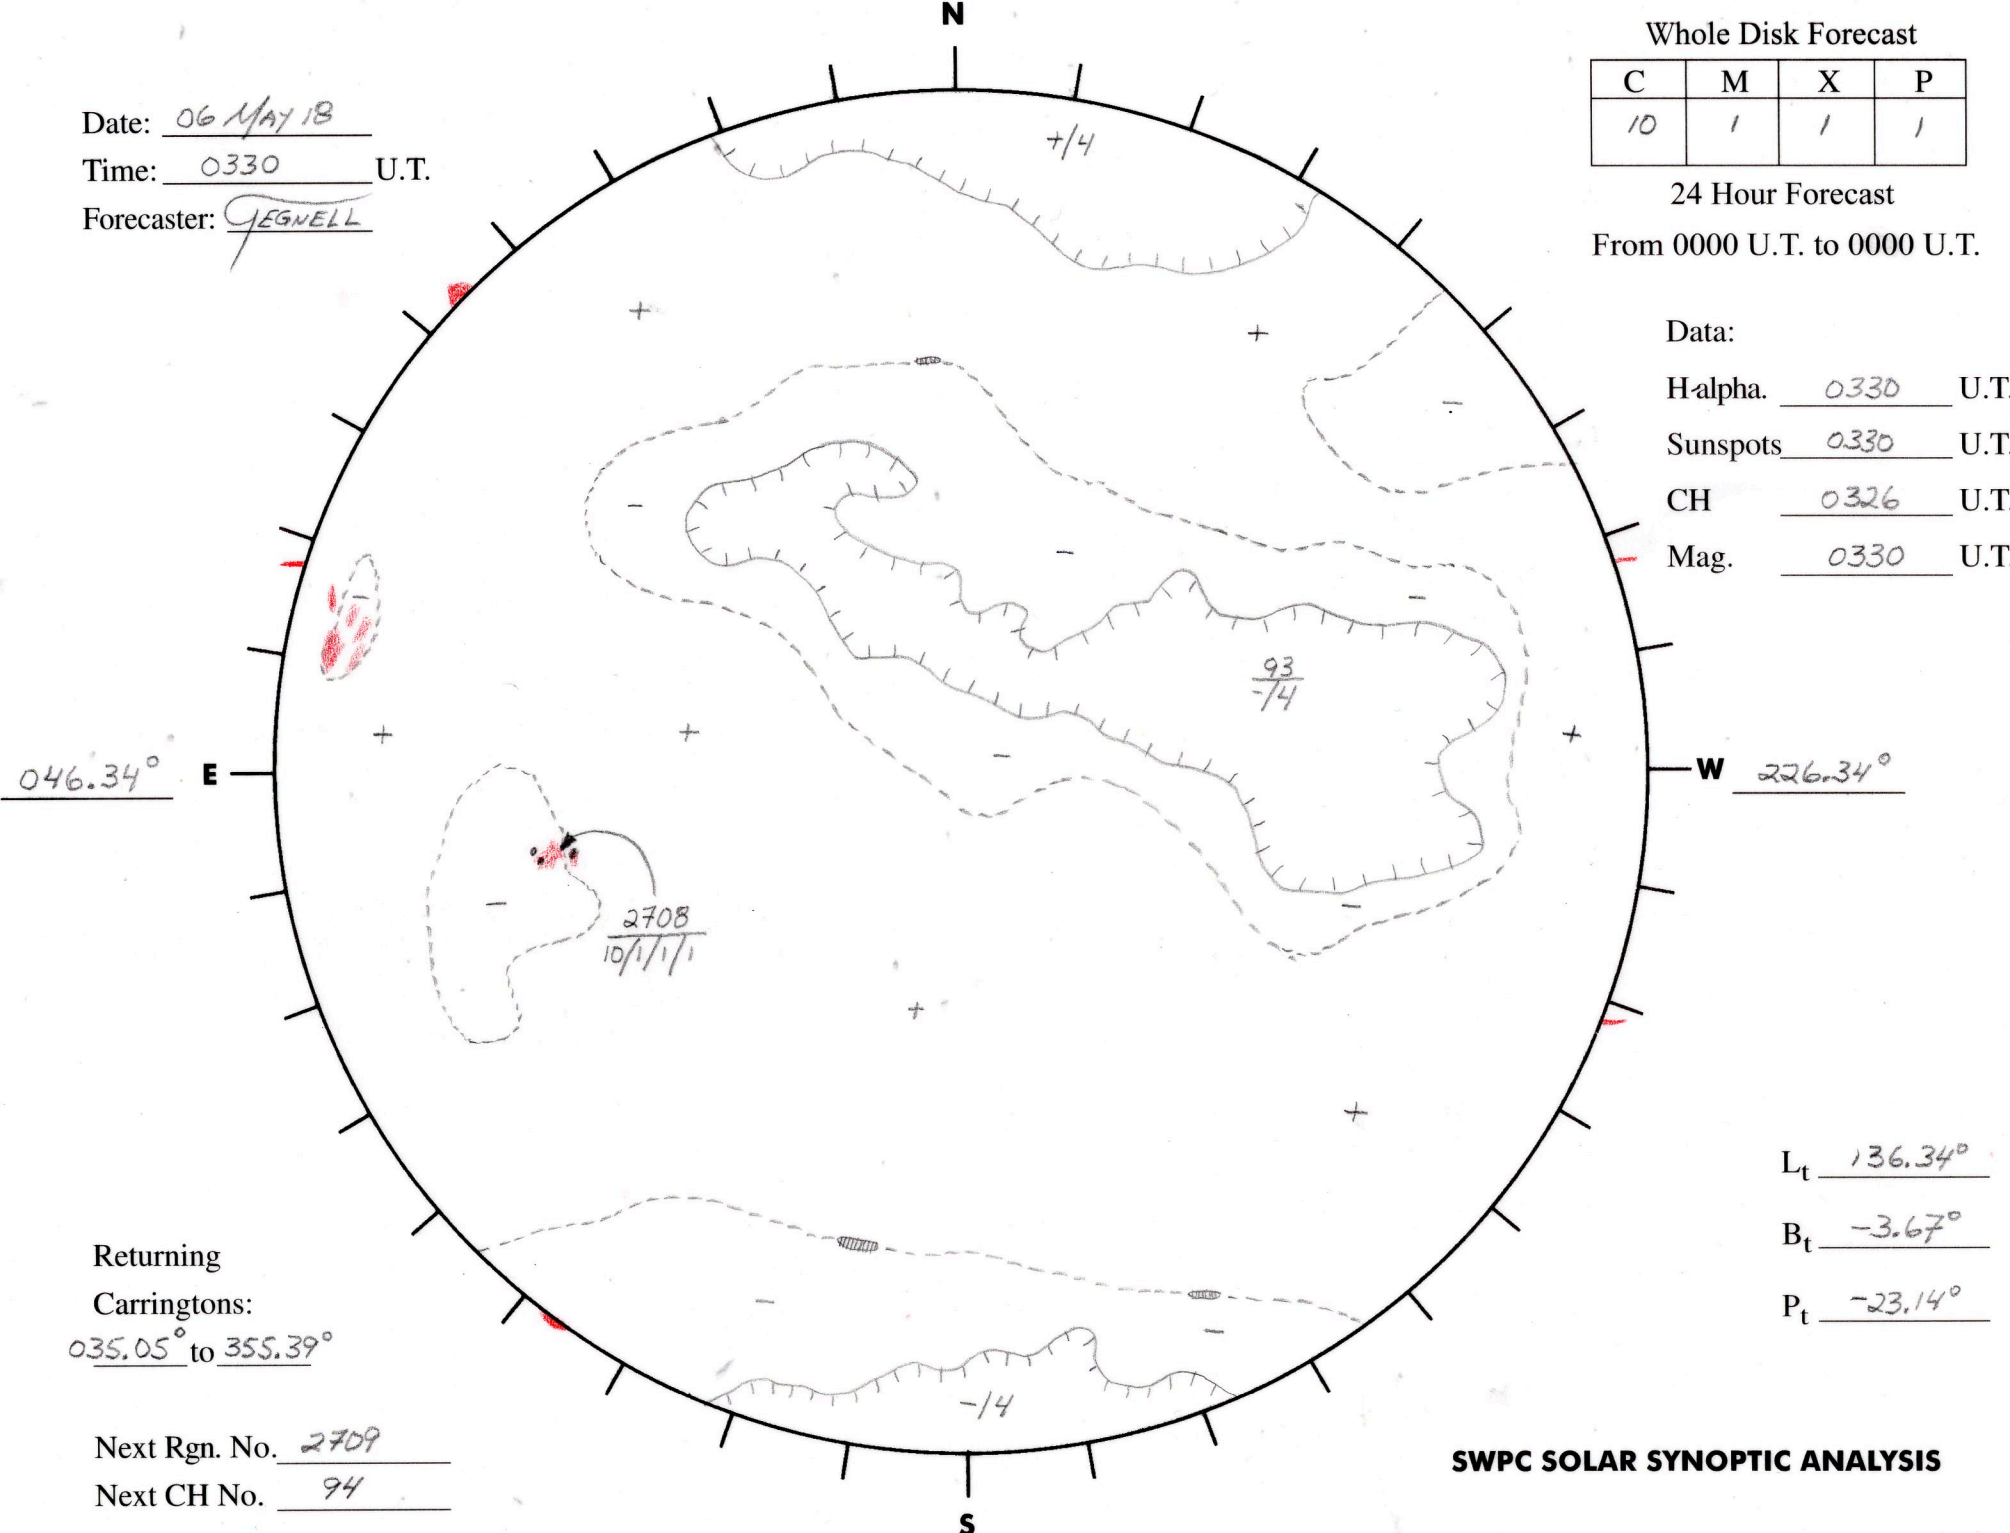 N
Whole Disk Forecast
C M X P
10 1 1 1
24 Hour Forecast
From 0000 U.T. to 0000 U.T.
Date: 06 MAY 18
Time: 0330 U.T.
Forecaster: GEGNELL
+/4
+ +
Data:
H-alpha. 0330 U.T.
Sunspots 0330 U.T.
CH 0326 U.T.
Mag. 0330 U.T.
-
- - -
-
93
-/4
+ + +
-
046.34° E
W 226.34°
- -
2708
10/1/1/1
+
+
Lt 136.34°
Bt -3.67°
Pt -23.14°
Returning
Carringtons:
035.05° to 355.39°
- -
-/4
Next Rgn. No. 2709
Next CH No. 94
SWPC SOLAR SYNOPTIC ANALYSIS
S